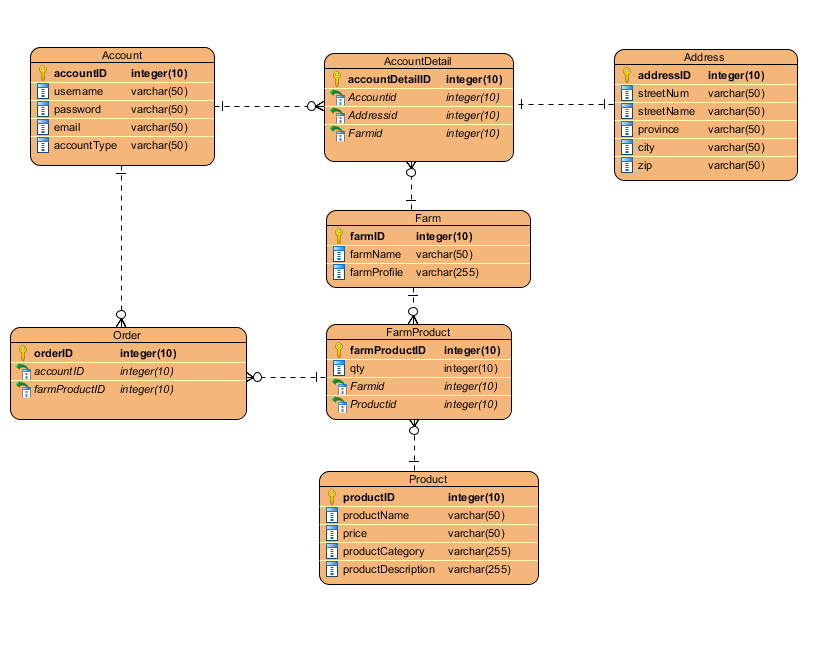 Account
accountID integer(10)
username varchar(50)
password varchar(50)
email varchar(50)
accountType varchar(50)
AccountDetail
accountDetailID integer(10)
Accountid integer(10)
Addressid integer(10)
Farmid integer(10)
Address
addressID integer(10)
streetNum varchar(50)
streetName varchar(50)
province varchar(50)
city varchar(50)
zip varchar(50)
Farm
farmID integer(10)
farmName varchar(50)
farmProfile varchar(255)
Order
orderID integer(10)
accountID integer(10)
farmProductID integer(10)
FarmProduct
farmProductID integer(10)
qty integer(10)
Farmid integer(10)
Productid integer(10)
Product
productID integer(10)
productName varchar(50)
price varchar(50)
productCategory varchar(255)
productDescription varchar(255)